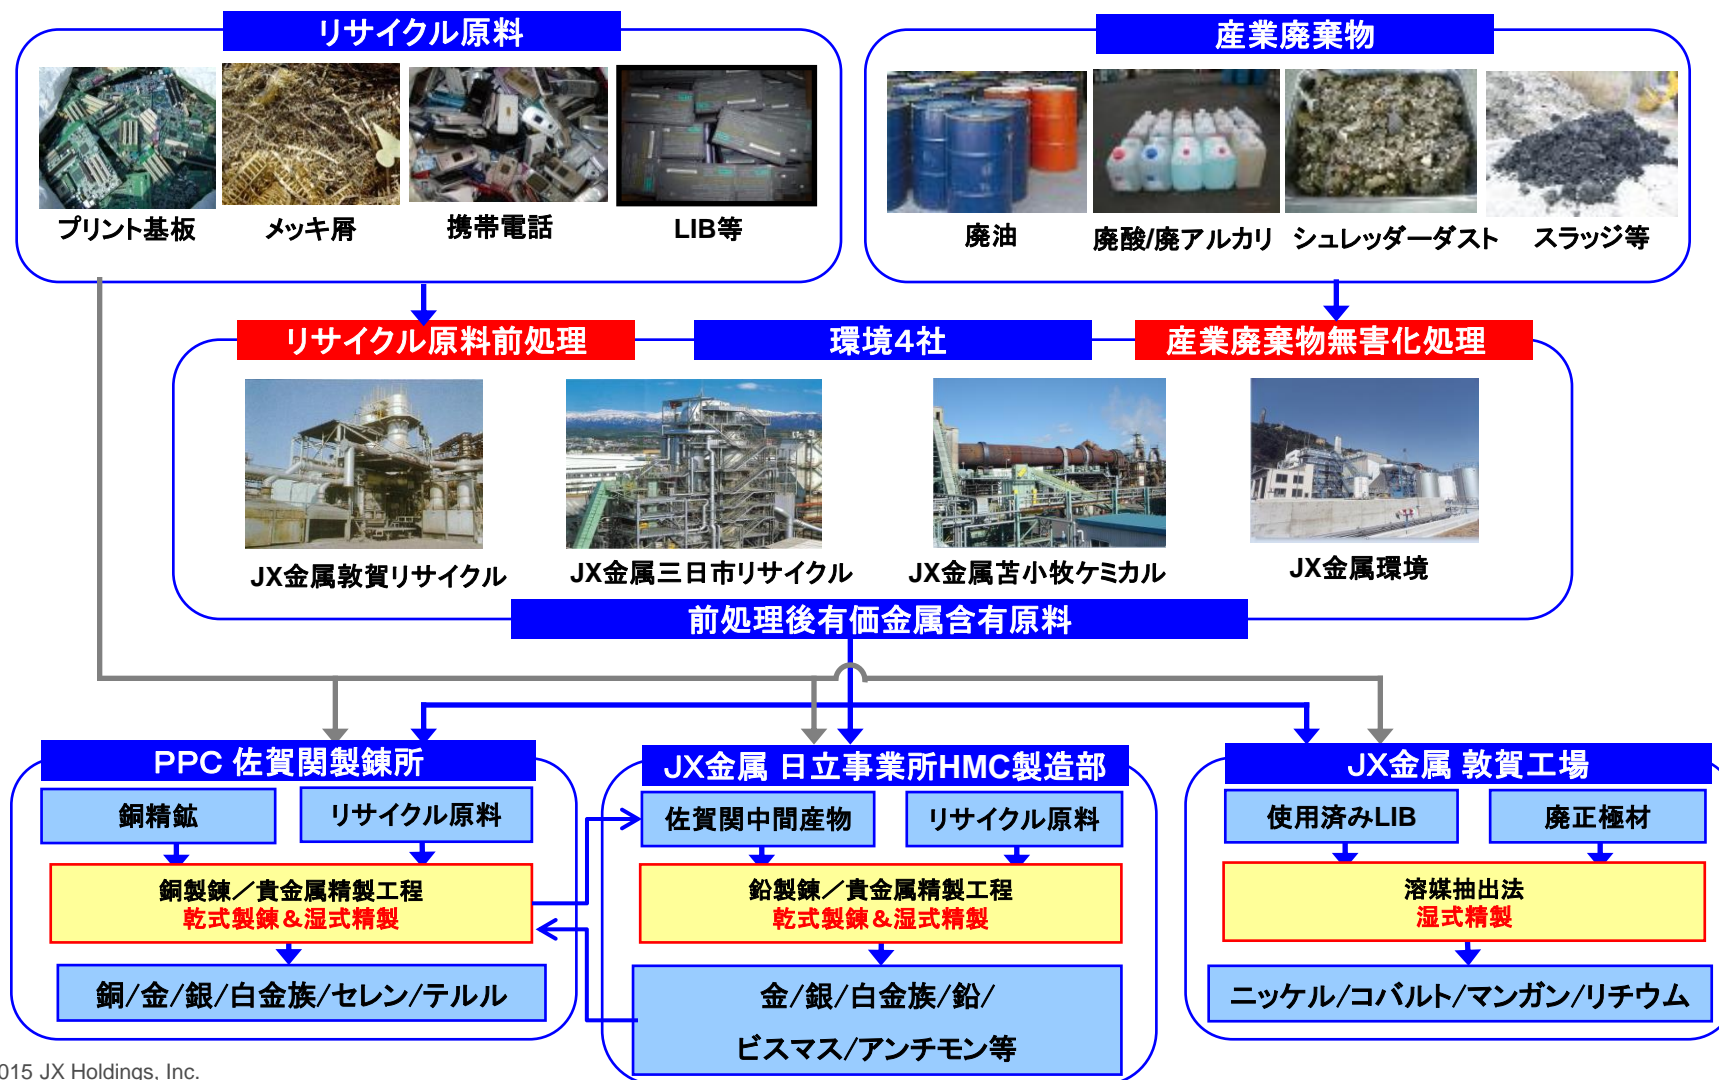 リサイクル原料
産業廃棄物
プリント基板
メッキ屑
携帯電話
LIB等
廃油
廃酸/廃アルカリ
シュレッダーダスト
スラッジ等
リサイクル原料前処理
環境4社
産業廃棄物無害化処理
JX金属敦賀リサイクル
JX金属三日市リサイクル
JX金属苫小牧ケミカル
JX金属環境
前処理後有価金属含有原料
PPC 佐賀関製錬所
JX金属 日立事業所HMC製造部
JX金属 敦賀工場
銅精鉱
リサイクル原料
佐賀関中間産物
リサイクル原料
使用済みLIB
廃正極材
銅製錬／貴金属精製工程
乾式製錬＆湿式精製
鉛製錬／貴金属精製工程
乾式製錬＆湿式精製
溶媒抽出法
湿式精製
銅/金/銀/白金族/セレン/テルル
金/銀/白金族/鉛/
ビスマス/アンチモン等
ニッケル/コバルト/マンガン/リチウム
015 JX Holdings, Inc.